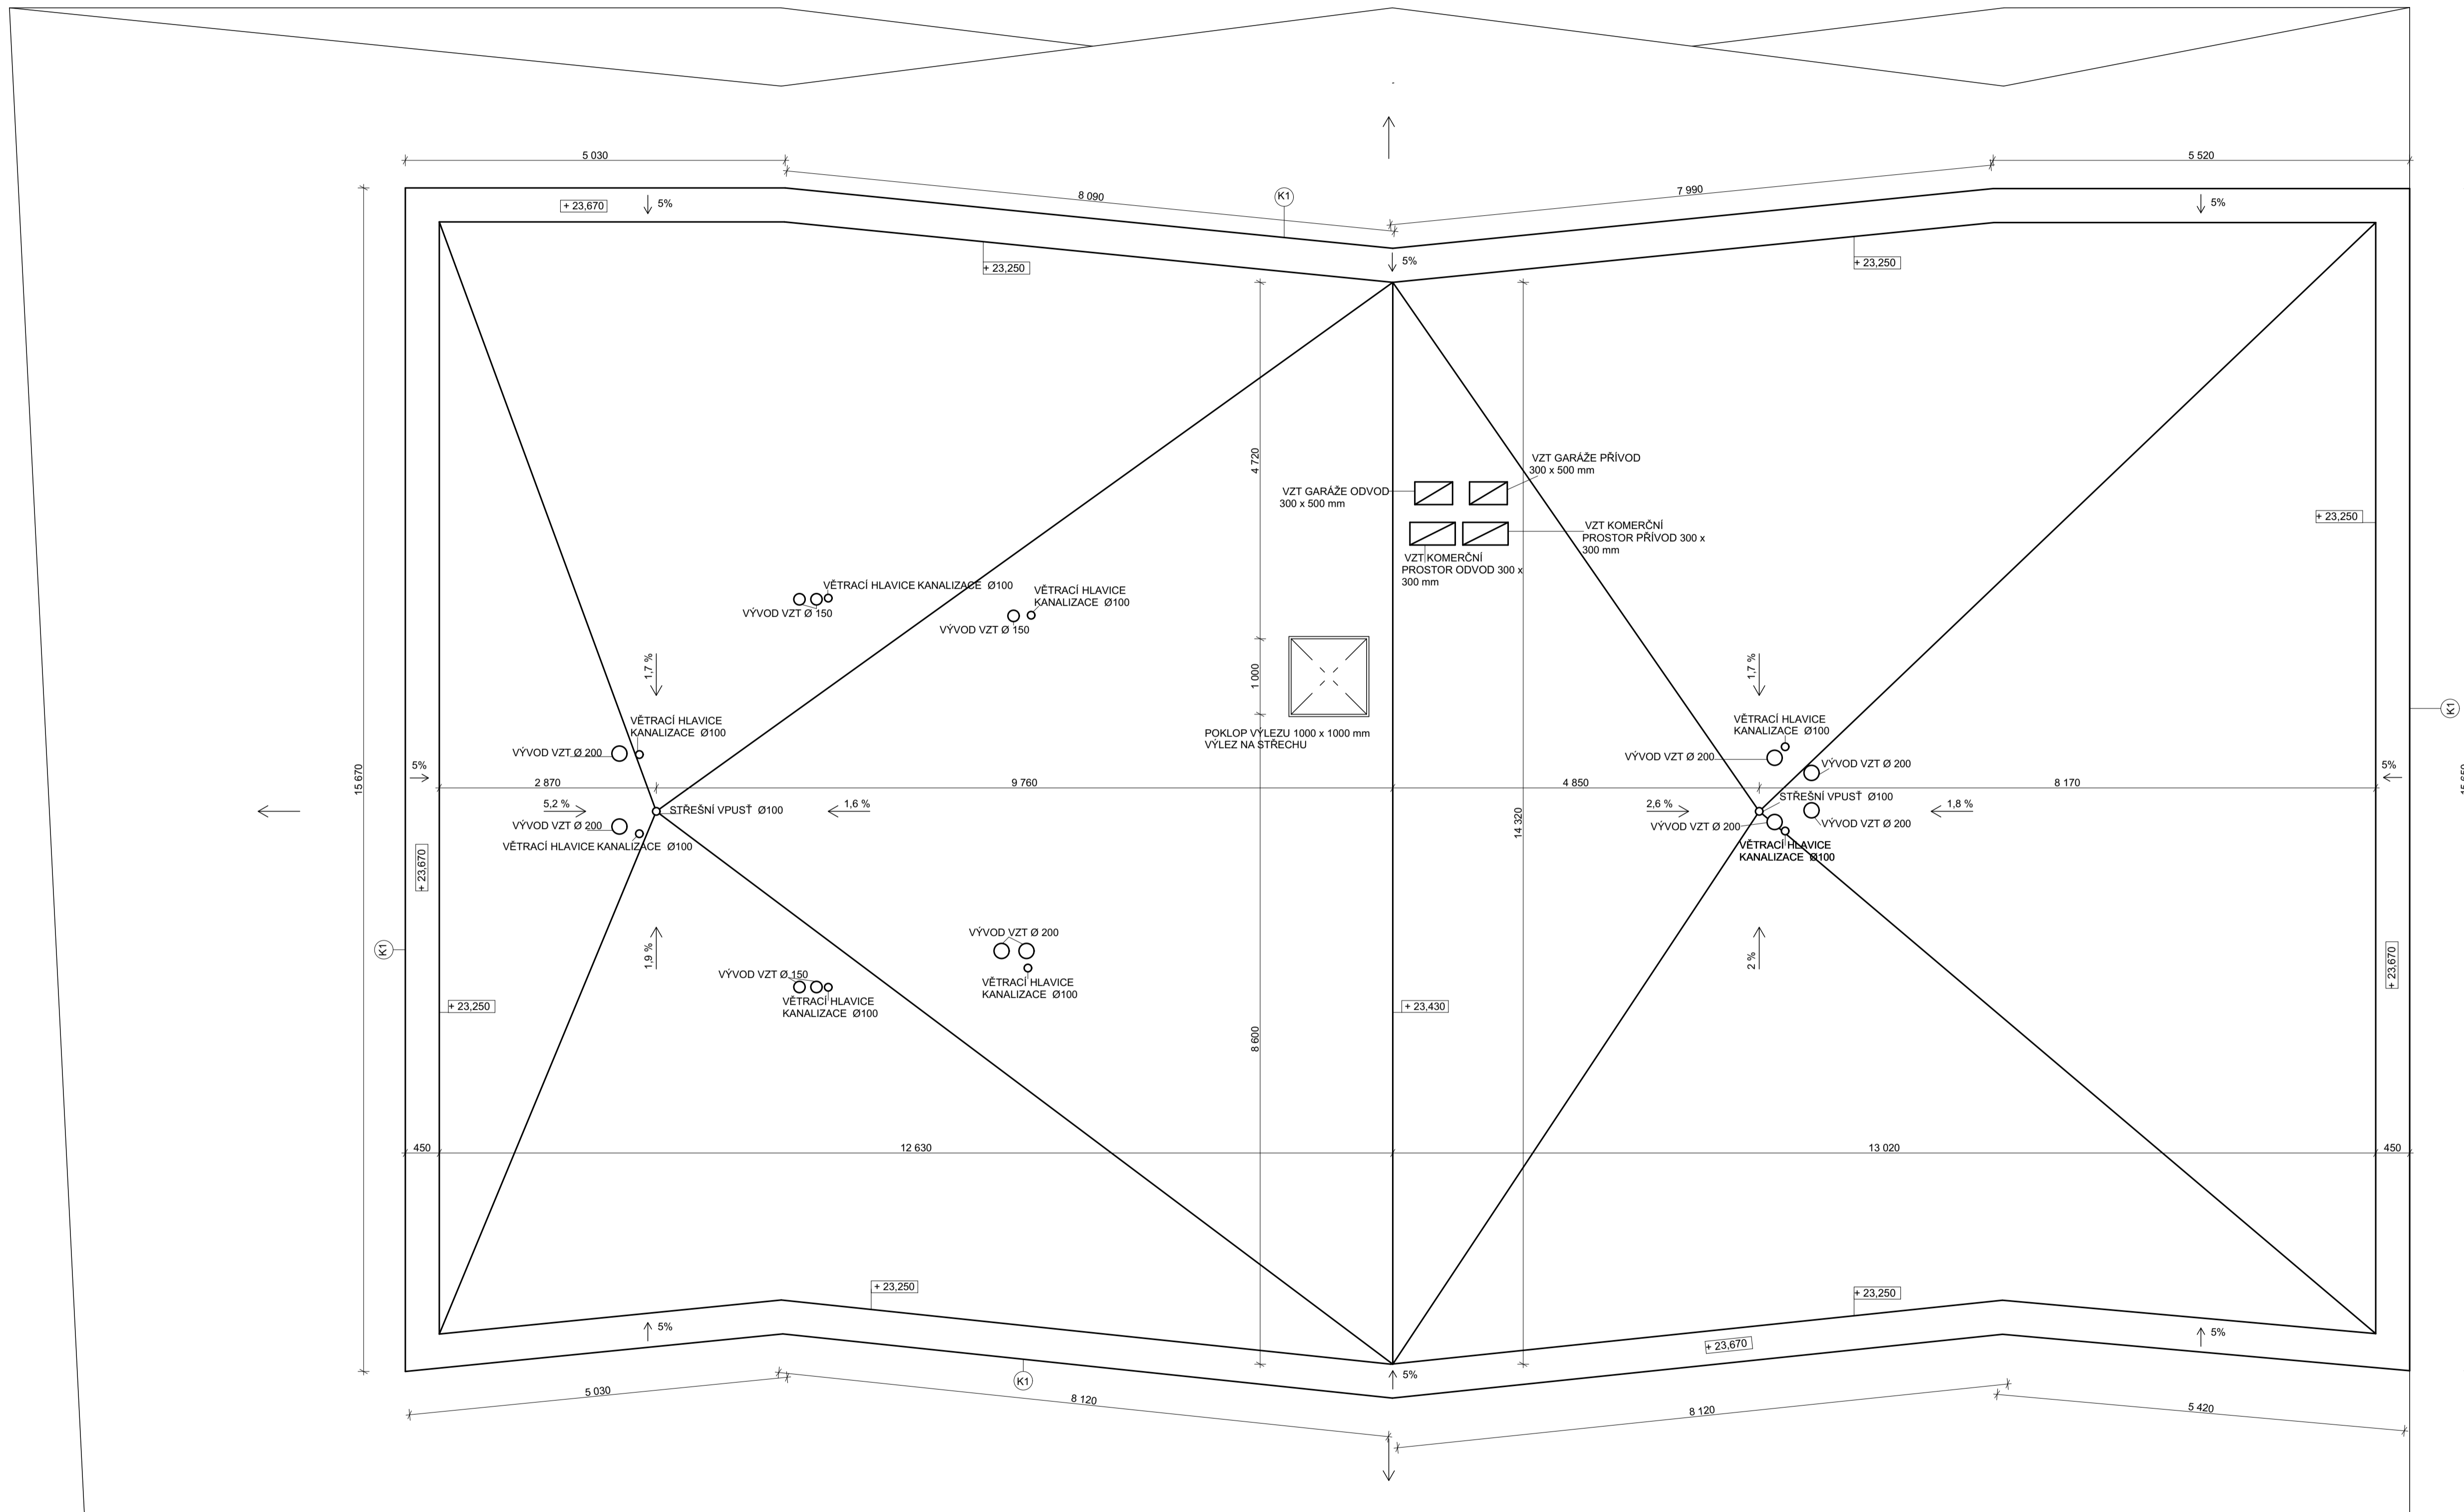 5 030
5 520
8 090
K1
7 990
+ 23,670
5%
5%
5%
+ 23,250
+ 23,250
4 720
VZT GARÁŽE PŘÍVOD
300 x 500 mm
VZT GARÁŽE ODVOD
300 x 500 mm
+ 23,250
VZT KOMERČNÍ
PROSTOR PŘÍVOD 300 x
300 mm
VZT KOMERČNÍ
PROSTOR ODVOD 300 x
300 mm
VĚTRACÍ HLAVICE KANALIZACE Ø100
VÝVOD VZT Ø 150
VĚTRACÍ HLAVICE
KANALIZACE Ø100
VÝVOD VZT Ø 150
1,7 %
1 000
1,7 %
K1
VĚTRACÍ HLAVICE
KANALIZACE Ø100
VÝVOD VZT Ø 200
POKLOP VÝLEZU 1000 x 1000 mm
VÝLEZ NA STŘECHU
VĚTRACÍ HLAVICE
KANALIZACE Ø100
VÝVOD VZT Ø 200
VÝVOD VZT Ø 200
15 670
5%
2 870
9 760
4 850
8 170
5%
15 650
5,2 %
STŘEŠNÍ VPUSŤ Ø100
1,6 %
14 320
2,6 %
STŘEŠNÍ VPUSŤ Ø100
1,8 %
VÝVOD VZT Ø 200
VÝVOD VZT Ø 200
VÝVOD VZT Ø 200
VĚTRACÍ HLAVICE KANALIZACE Ø100
VĚTRACÍ HLAVICE
KANALIZACE Ø100
+ 23,670
K1
1,9 %
VÝVOD VZT Ø 200
2 %
+ 23,670
VÝVOD VZT Ø 150
VĚTRACÍ HLAVICE
KANALIZACE Ø100
VĚTRACÍ HLAVICE
KANALIZACE Ø100
+ 23,250
+ 23,430
8 600
450
12 630
13 020
450
+ 23,250
+ 23,250
5%
+ 23,670
5%
K1
5%
5 030
8 120
8 120
5 420